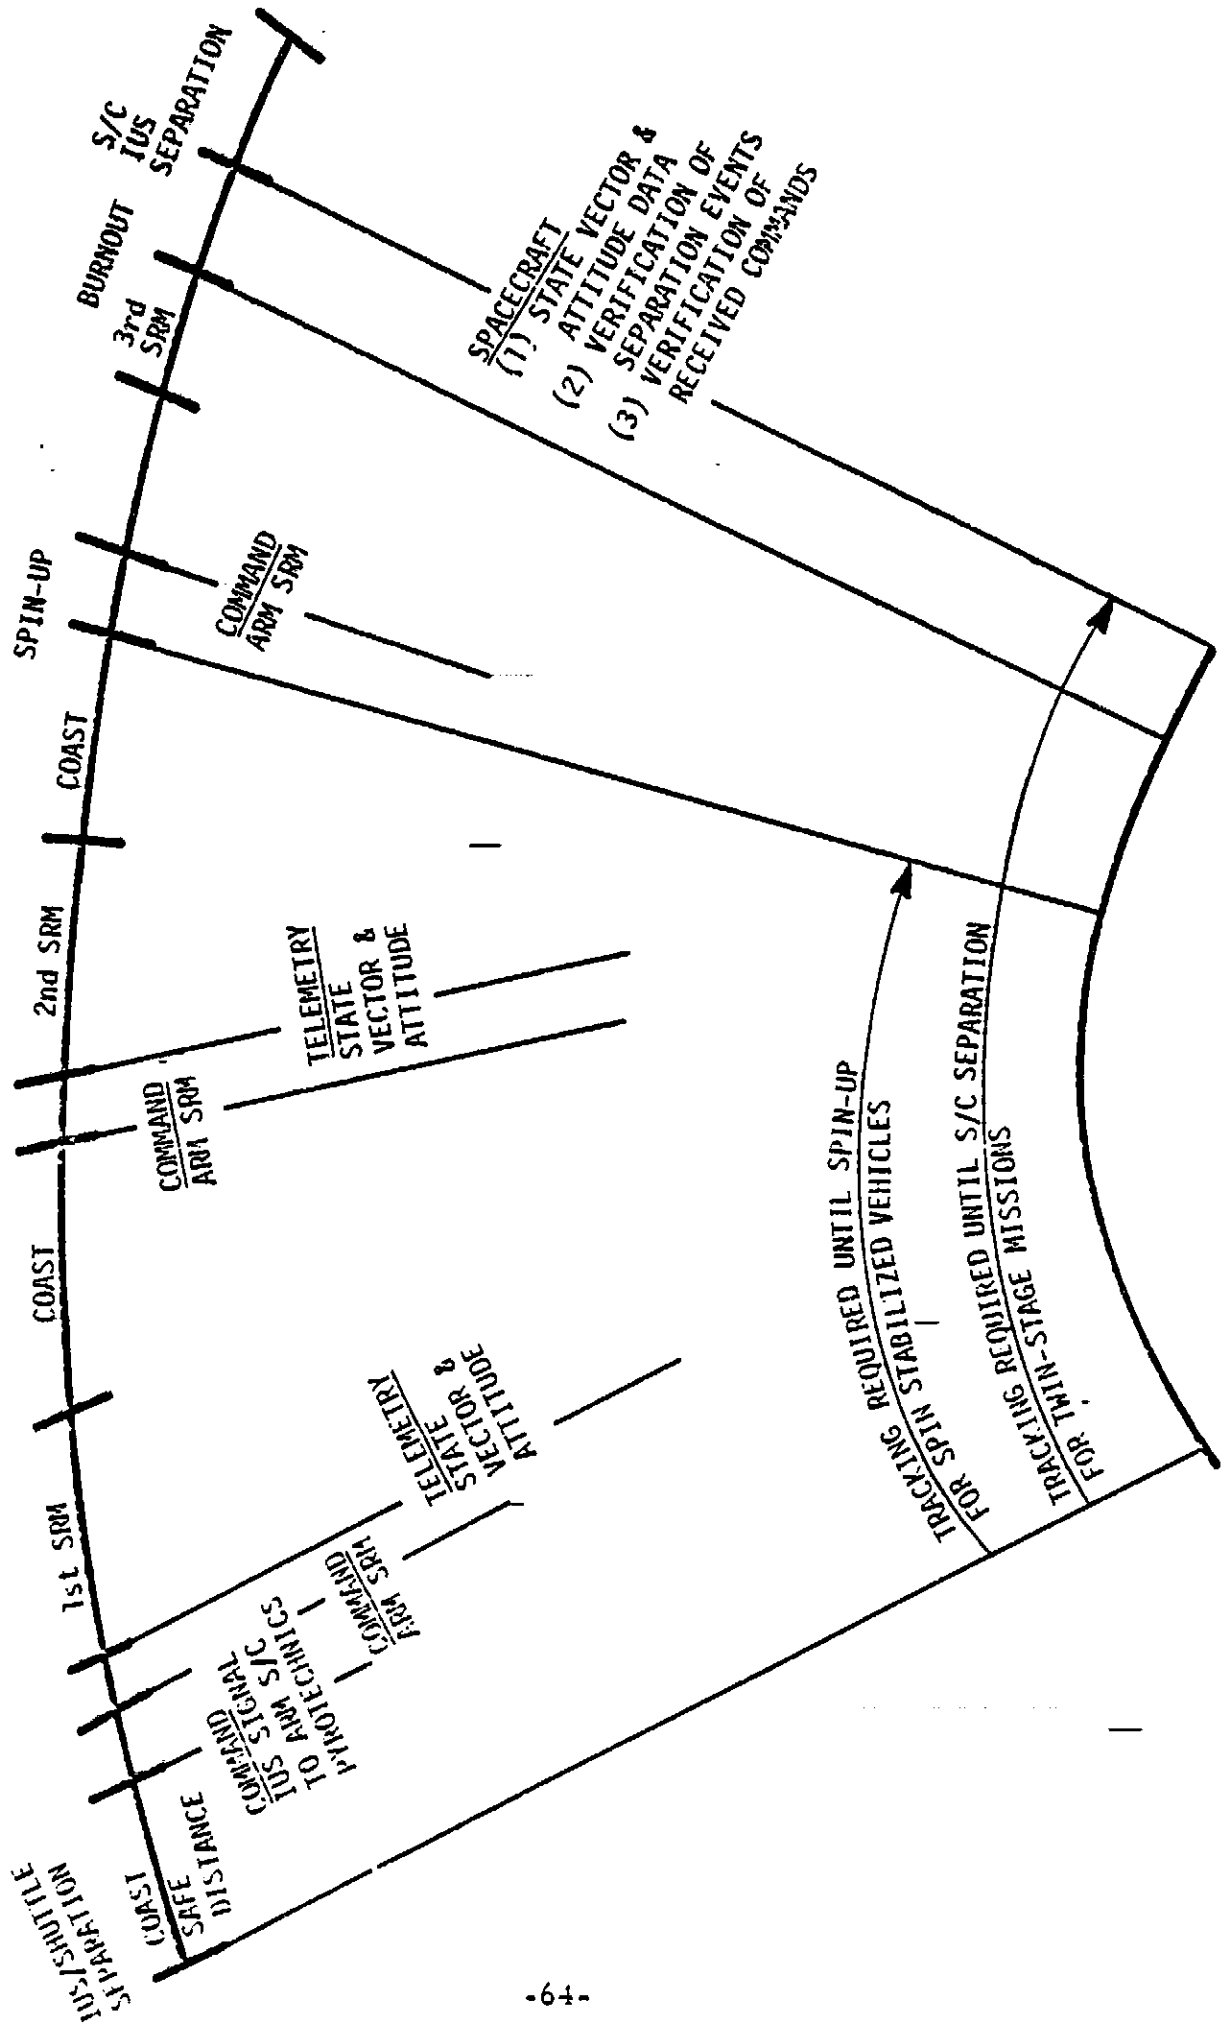 IUS/SHUTTLE
SEPARATION
COAST
SAFE
DISTANCE
COMMAND
IUS SIGNAL
TO ARM S/C
PYROTECHNICS
COMMAND
ARM SRM
1st SRM
TELEMETRY
STATE
VECTOR &
ATTITUDE
COAST
COMMAND
ARM SRM
TELEMETRY
STATE
VECTOR &
ATTITUDE
2nd SRM
COAST
SPIN-UP
COMMAND
ARM SRM
3rd
SRM
BURNOUT
S/C
IUS
SEPARATION
SPACECRAFT
(1) STATE VECTOR &
ATTITUDE DATA
(2) VERIFICATION OF
SEPARATION EVENTS
(3) VERIFICATION OF
RECEIVED COMMANDS
TRACKING REQUIRED UNTIL SPIN-UP
FOR SPIN STABILIZED VEHICLES
TRACKING REQUIRED UNTIL S/C SEPARATION
FOR TWIN-STAGE MISSIONS
-64-